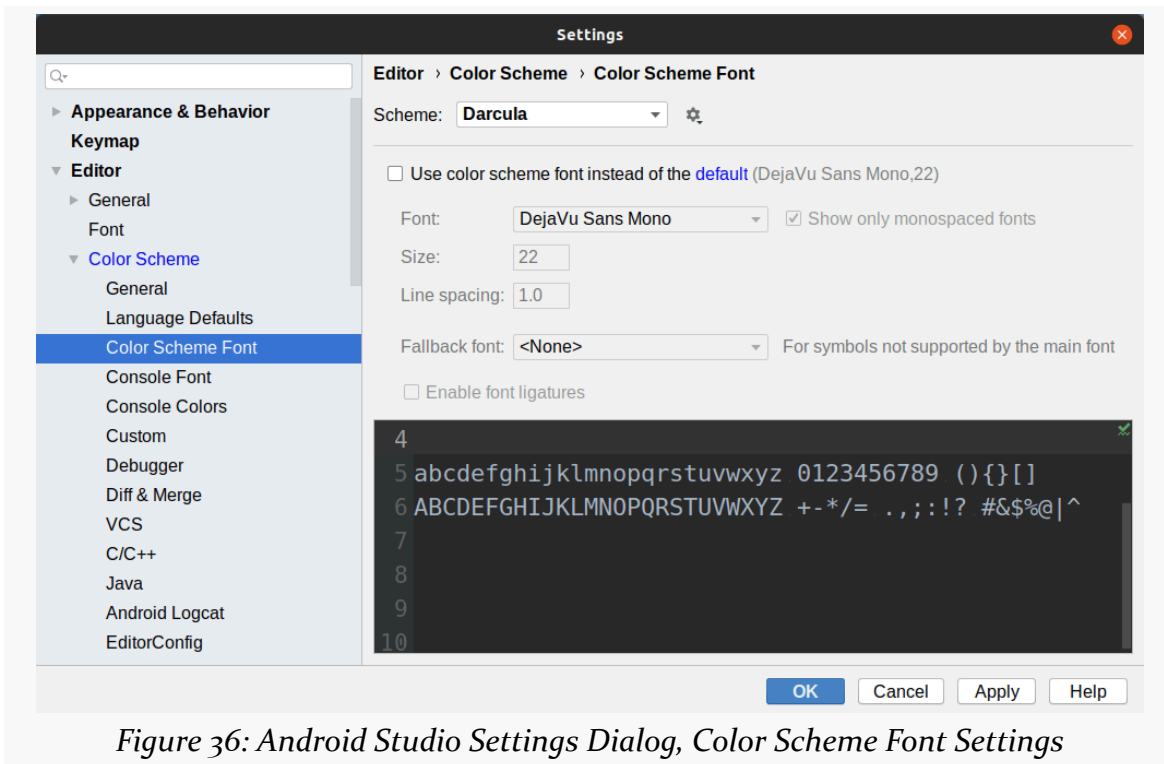 Settings
Appearance & Behavior
Keymap
Editor
General
Font
Color Scheme
General
Language Defaults
Color Scheme Font
Console Font
Console Colors
Custom
Debugger
Diff & Merge
VCS
C/C++
Java
Android Logcat
EditorConfig
Editor › Color Scheme › Color Scheme Font
Scheme: Darcula
Use color scheme font instead of the default (DejaVu Sans Mono,22)
Font: DejaVu Sans Mono Show only monospaced fonts
Size: 22
Line spacing: 1.0
Fallback font: <None> For symbols not supported by the main font
Enable font ligatures
4
5 abcdefghijklmnopqrstuvwxyz 0123456789 (){}[]
6 ABCDEFGHIJKLMNOPQRSTUVWXYZ +-*/= .,;:!? #&$%@|^
7
8
9
10
OK Cancel Apply Help
Figure 36: Android Studio Settings Dialog, Color Scheme Font Settings